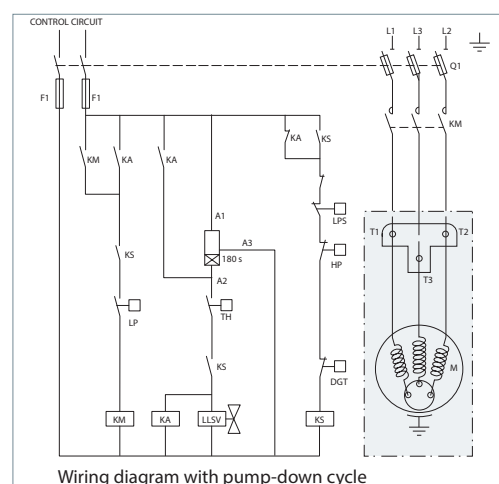 CONTROL CIRCUIT
L1 L3 L2
Q1
F1 F1
KM
KA KS
KM KA KA
A1
LPS
A3
T1 T2
180 s
HP
KS
T3
A2
LP
TH
M
KS
DGT
KM KA LLSV KS
Wiring diagram with pump-down cycle